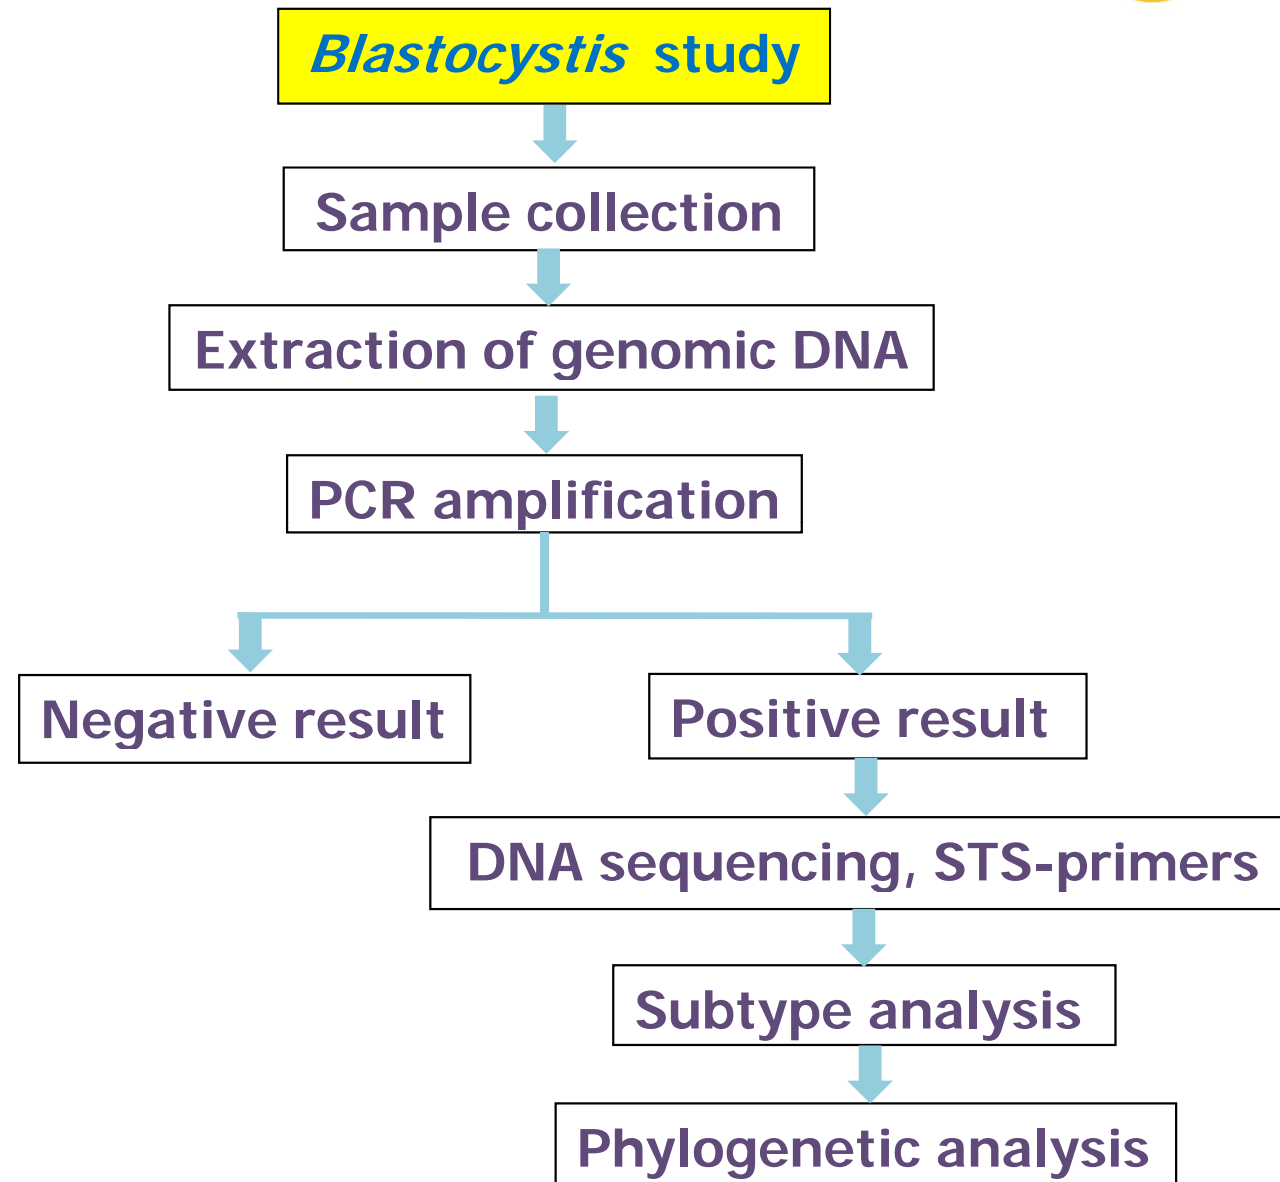 Blastocystis study
Sample collection
Extraction of genomic DNA
PCR amplification
Negative result
Positive result
DNA sequencing, STS-primers
Subtype analysis
Phylogenetic analysis